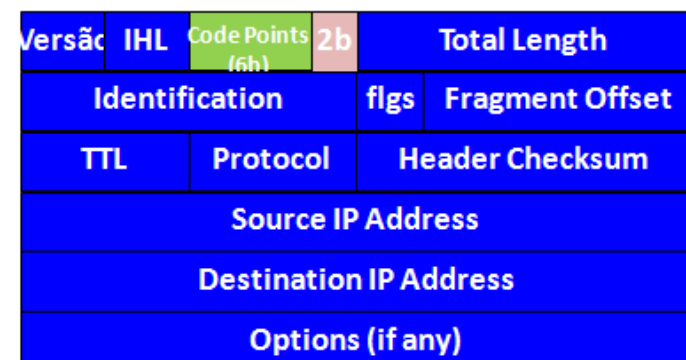 Versão IHL Code Points 2b Total Length
(6b)
Identification flgs Fragment Offset
TTL Protocol Header Checksum
Source IP Address
Destination IP Address
Options (if any)